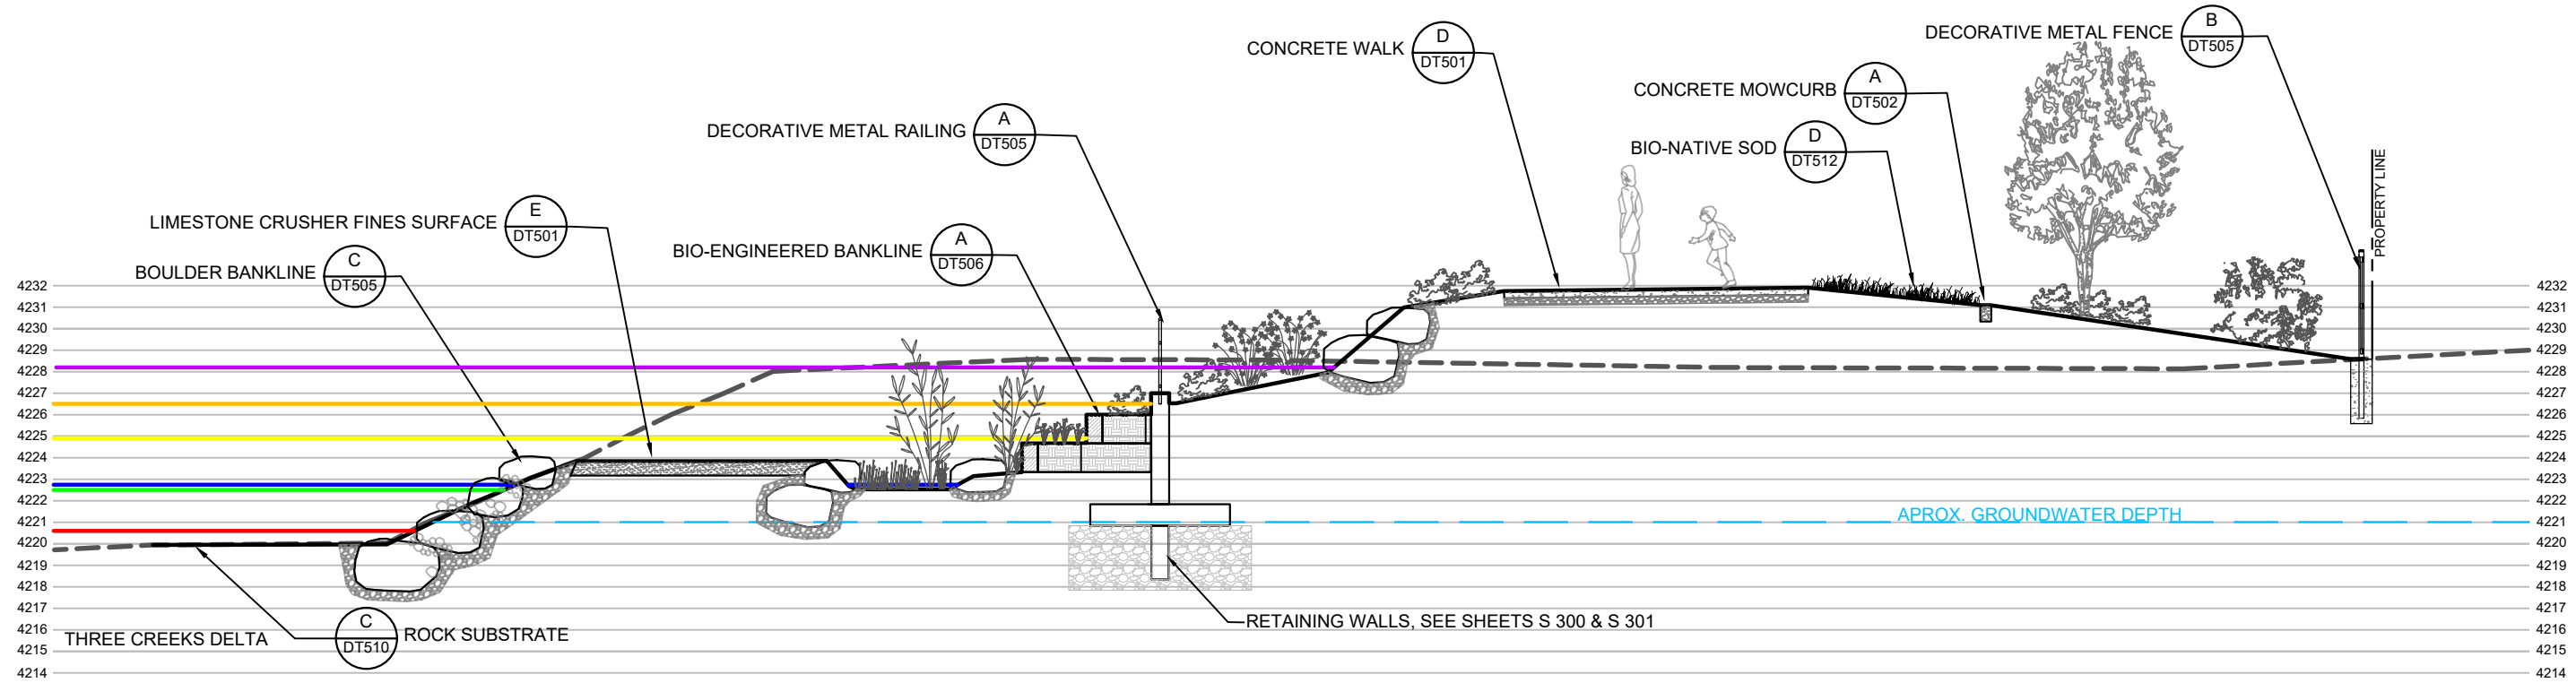 B
DECORATIVE METAL FENCE
DT505
D
CONCRETE WALK
DT501
A
CONCRETE MOWCURB
DT502
A
DECORATIVE METAL RAILING
DT505
D
BIO-NATIVE SOD
DT512
PROPERTY LINE
E
LIMESTONE CRUSHER FINES SURFACE
DT501
A
BIO-ENGINEERED BANKLINE
DT506
C
BOULDER BANKLINE
DT505
4232 4232
4231 4231
4230 4230
4229 4229
4228 4228
4227 4227
4226 4226
4225 4225
4224 4224
4223 4223
4222 4222
APROX. GROUNDWATER DEPTH
4221 4221
4220 4220
4219 4219
4218 4218
4217 4217
4216 4216
4215 4215
4214 4214
RETAINING WALLS, SEE SHEETS S 300 & S 301
THREE CREEKS DELTA
C
DT510
ROCK SUBSTRATE